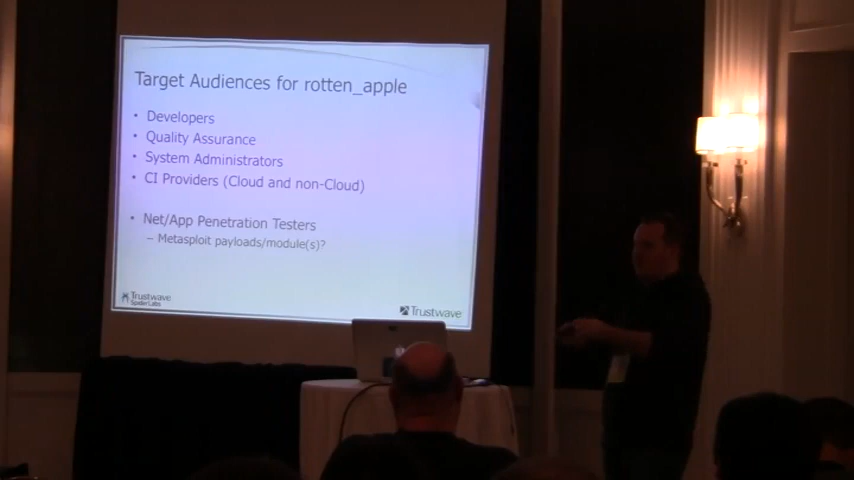 Target Audiences for rotten_apple
• Developers
• Quality Assurance
• System Administrators
• CI Providers (Cloud and non-Cloud)
• Net/App Penetration Testers
– Metasploit payloads/module(s)?
Trustwave
SpiderLabs
Trustwave